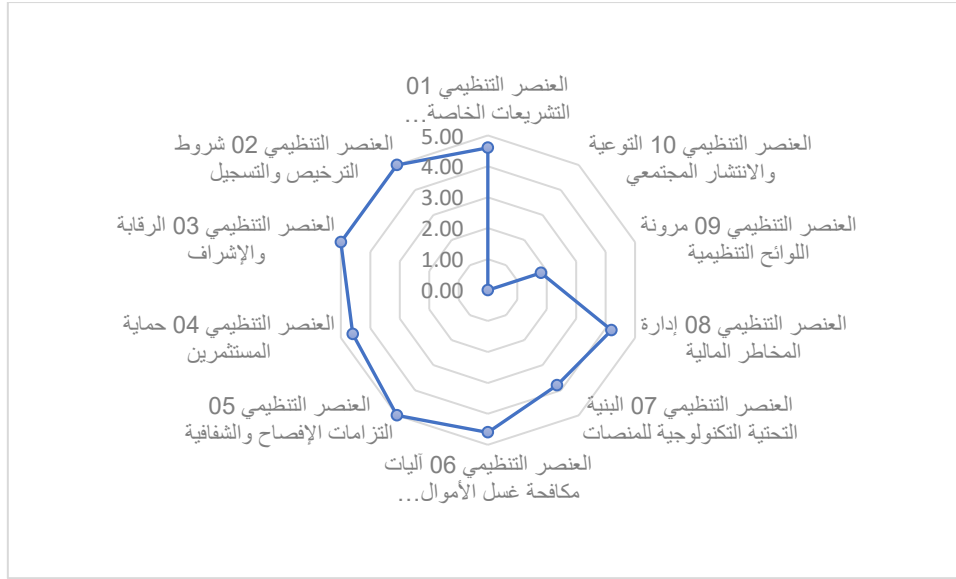 العنصر التنظيمي 01
التشريعات الخاصة...
العنصر التنظيمي 02 شروط
الترخيص والتسجيل
العنصر التنظيمي 03 الرقابة
والإشراف
العنصر التنظيمي 04 حماية
المستثمرين
العنصر التنظيمي 05
التزامات الإفصاح والشفافية
العنصر التنظيمي 06 آليات
مكافحة غسل الأموال...
العنصر التنظيمي 07 البنية
التحتية التكنولوجية للمنصات
العنصر التنظيمي 08 إدارة
المخاطر المالية
العنصر التنظيمي 09 مرونة
اللوائح التنظيمية
العنصر التنظيمي 10 التوعية
والانتشار المجتمعي
5.00
4.00
3.00
2.00
1.00
0.00